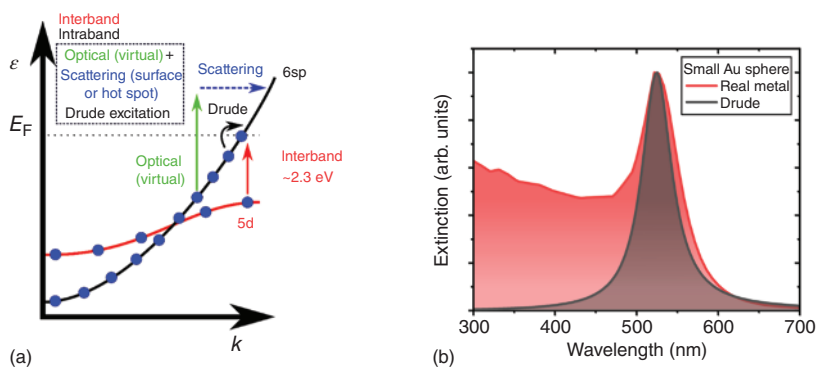 Interband
Intraband
Optical (virtual) +
Scattering (surface
or hot spot)
Drude excitation
ε
E_F
Scattering
6sp
Drude
Optical
(virtual)
Interband
~2.3 eV
5d
k
(a)
Small Au sphere
Real metal
Drude
Extinction (arb. units)
300 400 500 600 700
Wavelength (nm)
(b)